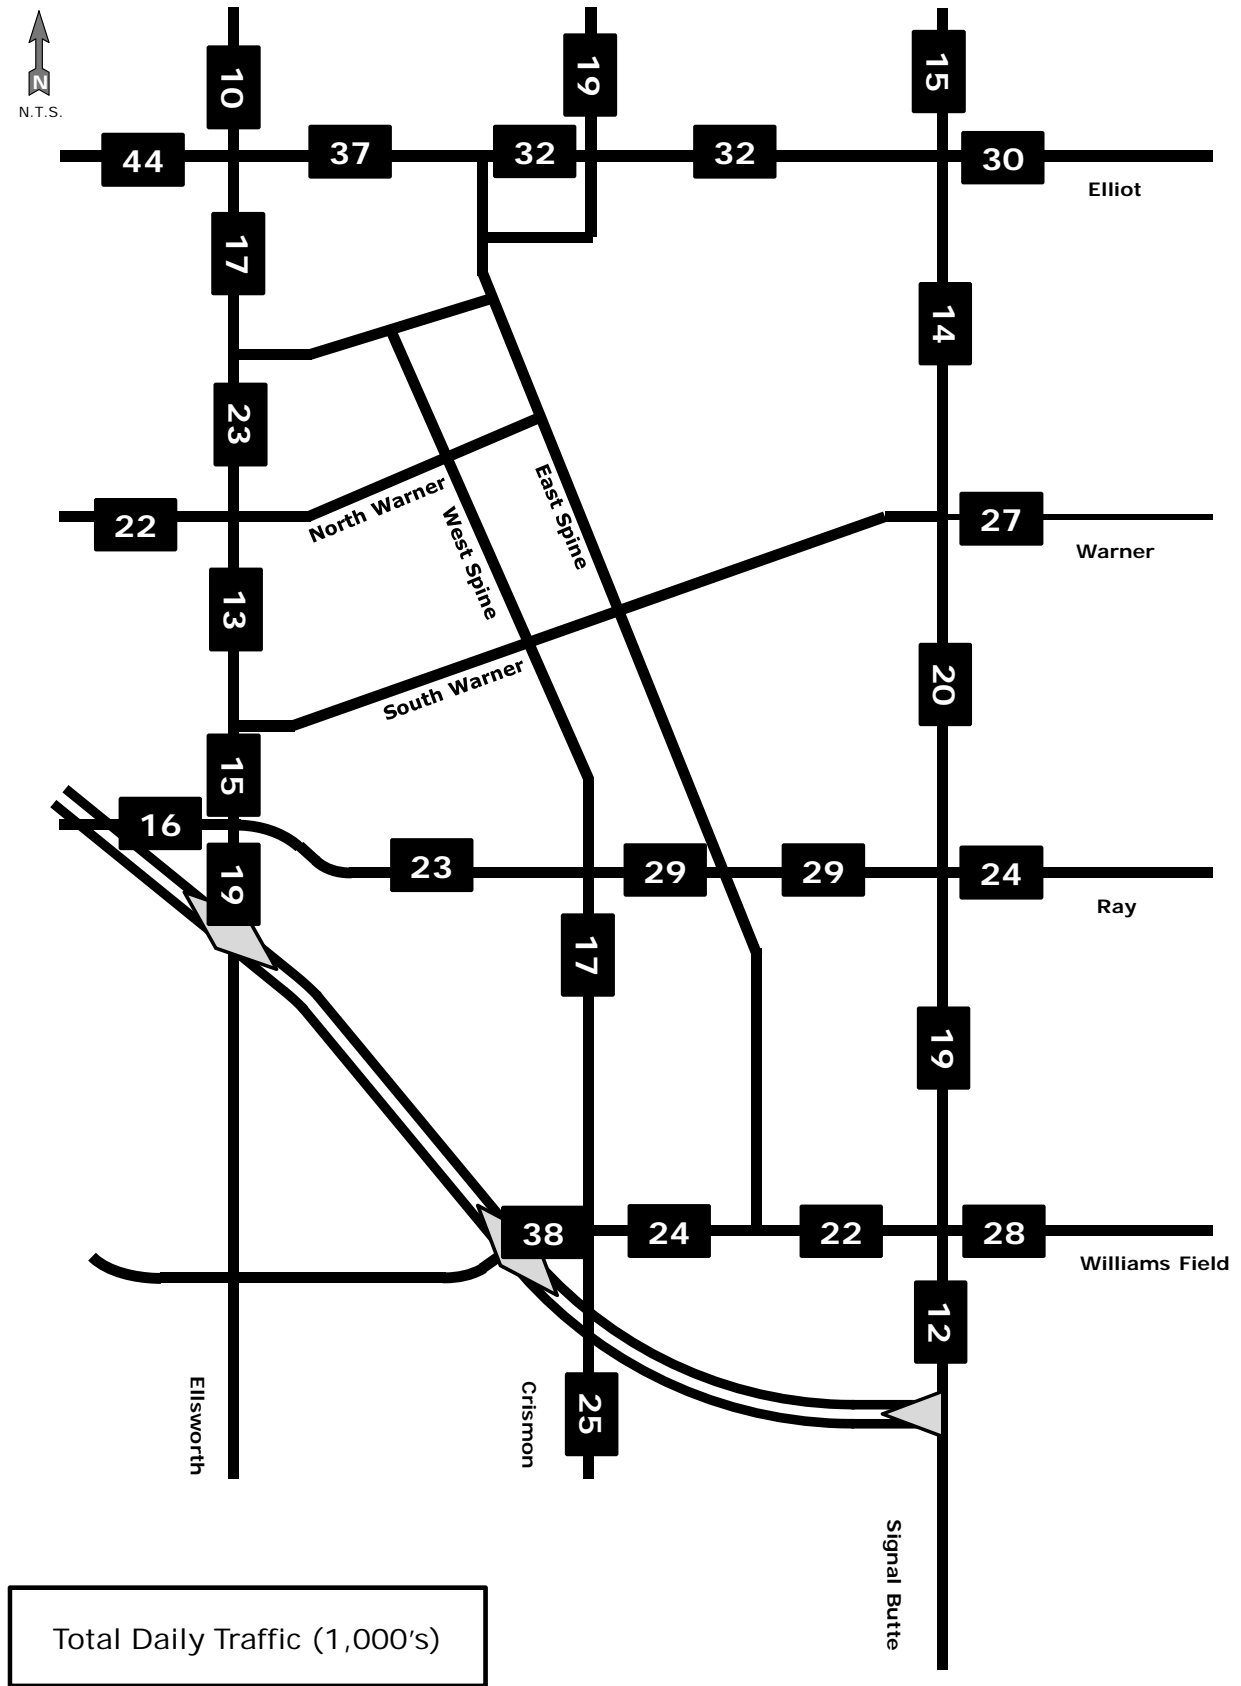 N
N.T.S.
10
19
15
44
37
32
32
30
Elliot
17
14
23
22
North Warner
West Spine
East Spine
27
Warner
13
South Warner
20
15
16
19
23
29
29
24
Ray
17
19
38
24
22
28
Williams Field
12
Ellsworth
Crismon
25
Signal Butte
Total Daily Traffic (1,000's)